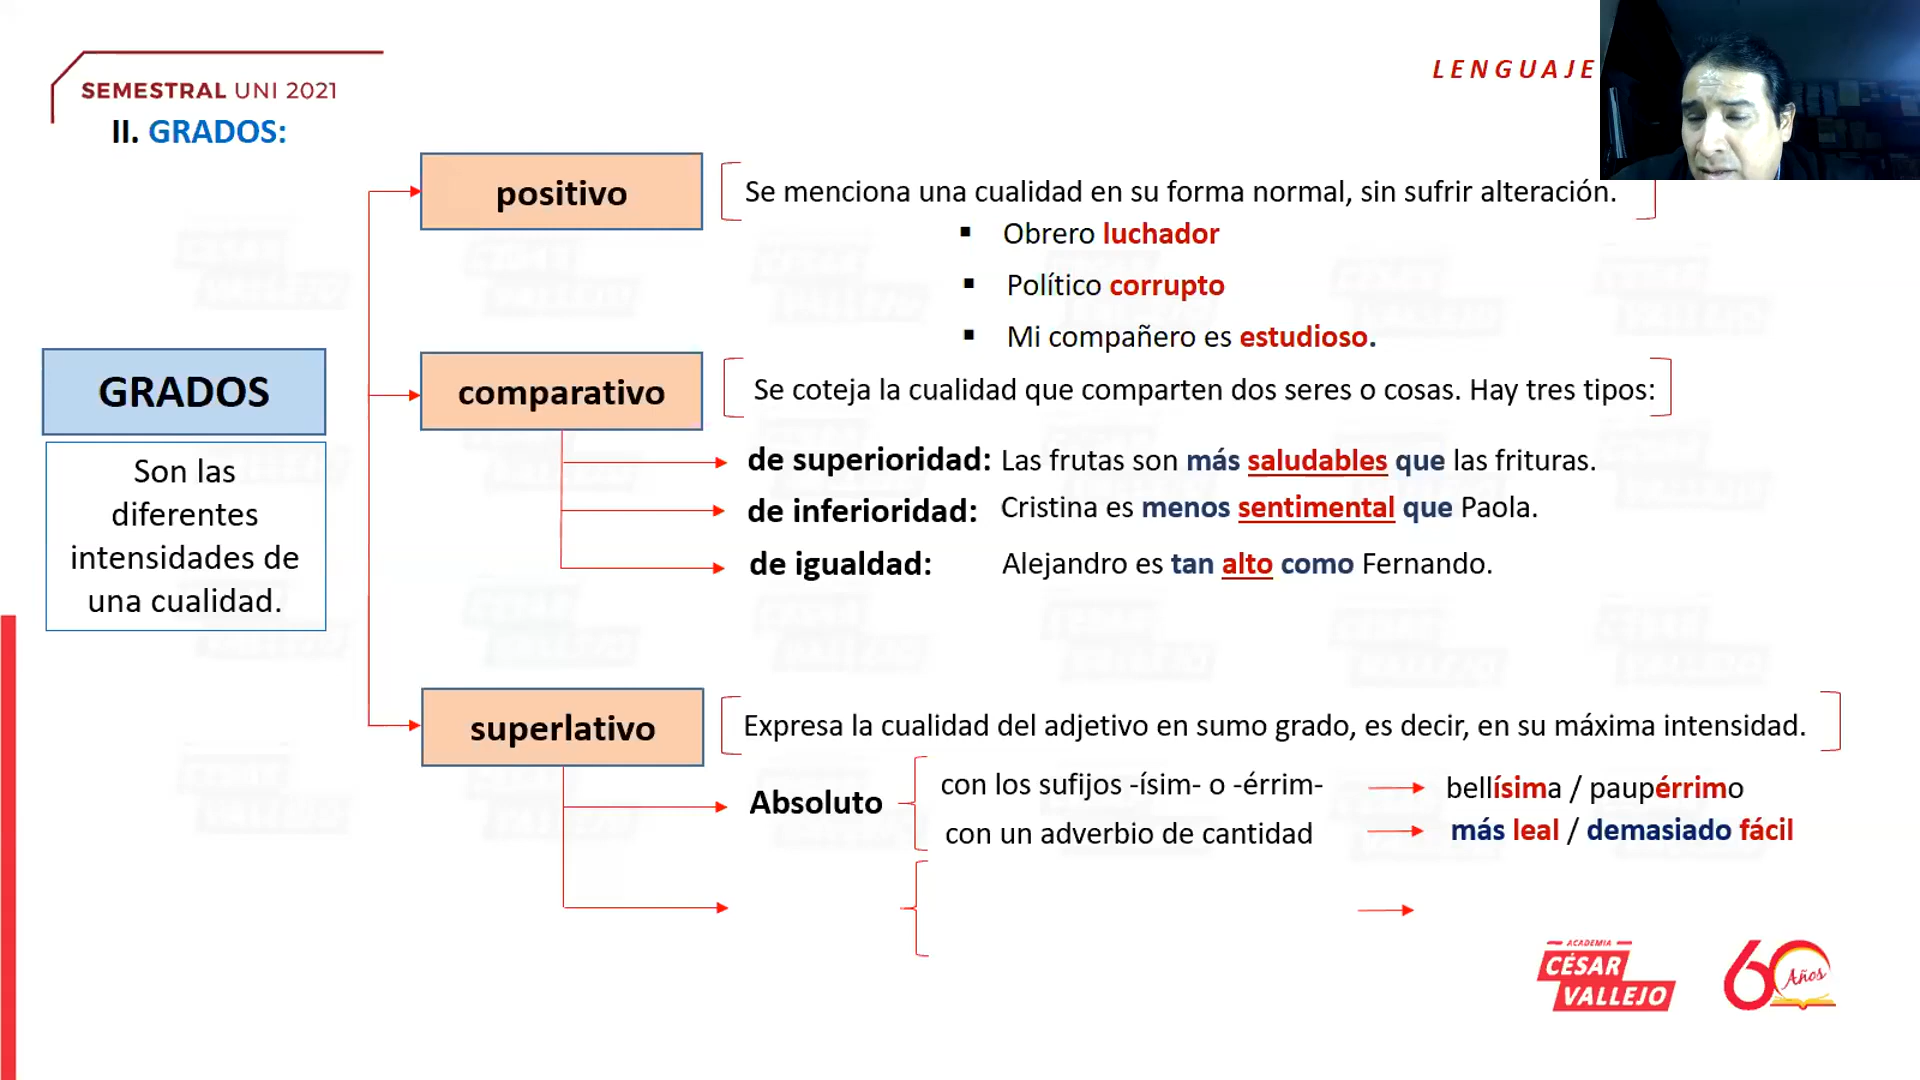 SEMESTRAL UNI 2021
LENGUAJE
II. GRADOS:
positivo
Se menciona una cualidad en su forma normal, sin sufrir alteración.
▪ Obrero luchador
▪ Político corrupto
▪ Mi compañero es estudioso.
GRADOS
Son las
diferentes
intensidades de
una cualidad.
comparativo
Se coteja la cualidad que comparten dos seres o cosas. Hay tres tipos:
de superioridad: Las frutas son más saludables que las frituras.
de inferioridad: Cristina es menos sentimental que Paola.
de igualdad: Alejandro es tan alto como Fernando.
superlativo
Expresa la cualidad del adjetivo en sumo grado, es decir, en su máxima intensidad.
Absoluto
con los sufijos -ísim- o -érrim-
bellísima / paupérrimo
con un adverbio de cantidad
más leal / demasiado fácil
ACADEMIA
CÉSAR
VALLEJO
60 Años